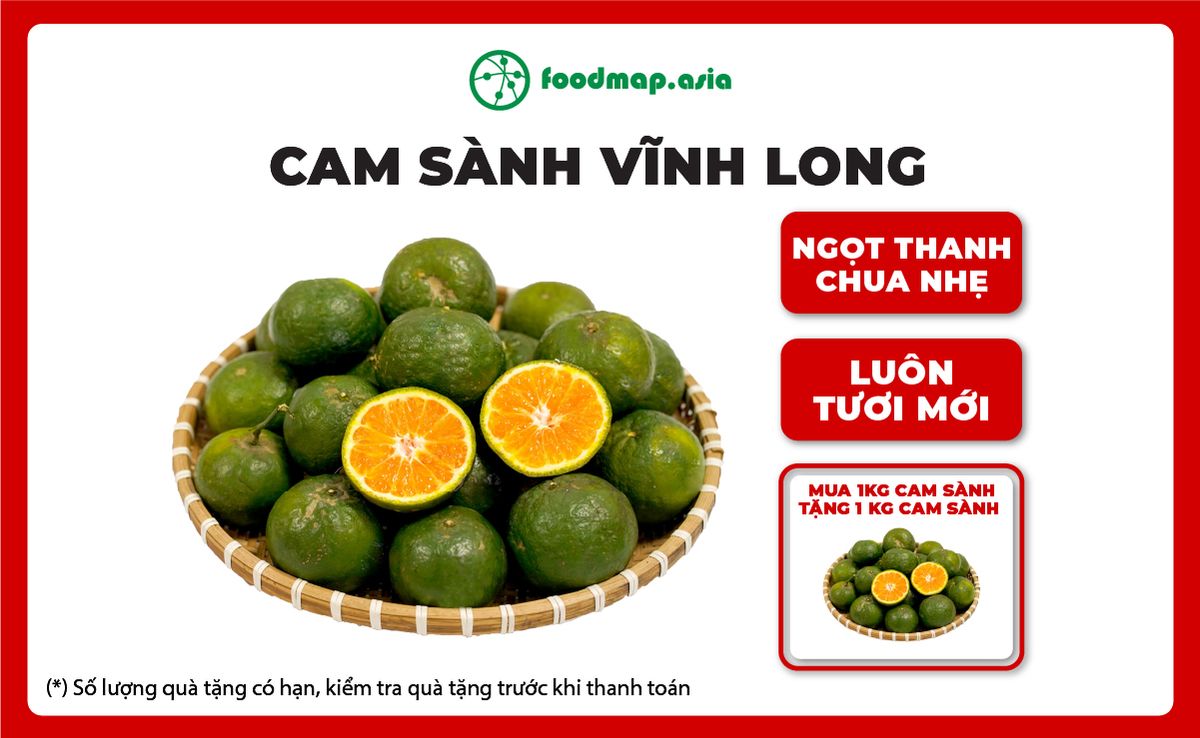 foodmap.asia
CAM SÀNH VĨNH LONG
NGỌT THANH
CHUA NHẸ
LUÔN
TƯƠI MỚI
MUA 1KG CAM SÀNH
TẶNG 1 KG CAM SÀNH
(*) Số lượng quà tặng có hạn, kiểm tra quà tặng trước khi thanh toán